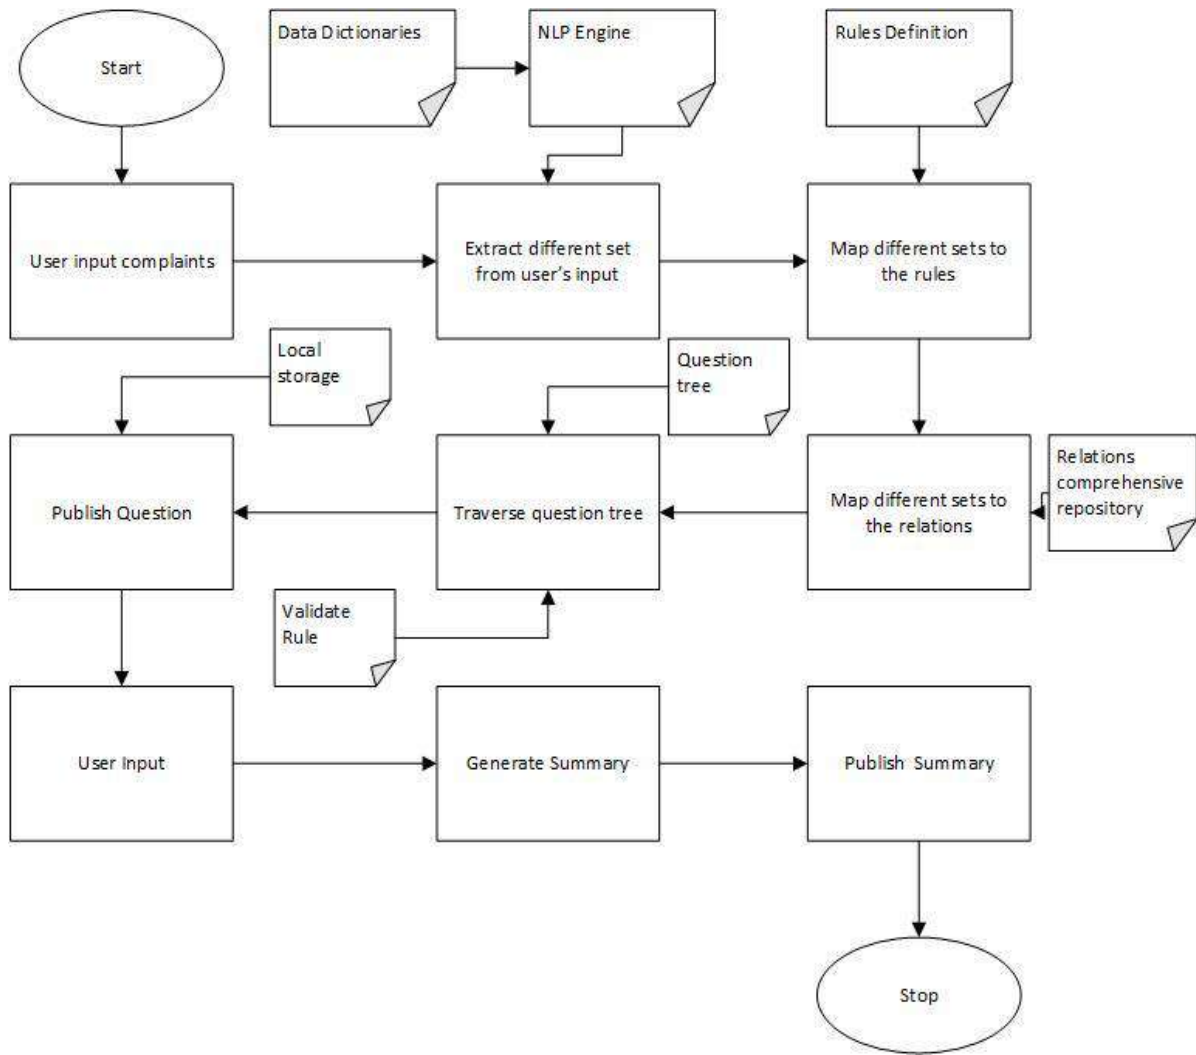 Start
Data Dictionaries
NLP Engine
Rules Definition
User input complaints
Extract different set
from user's input
Map different sets to
the rules
Local
storage
Question
tree
Publish Question
Traverse question tree
Map different sets to
the relations
Relations
comprehensive
repository
Validate
Rule
User Input
Generate Summary
Publish Summary
Stop